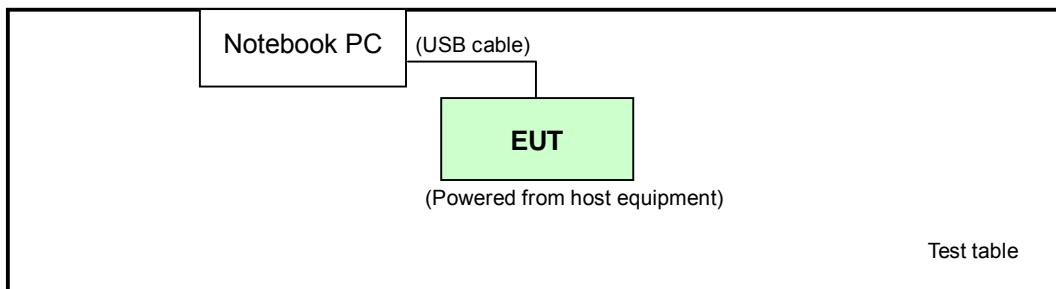 Notebook PC
(USB cable)
EUT
(Powered from host equipment)
Test table